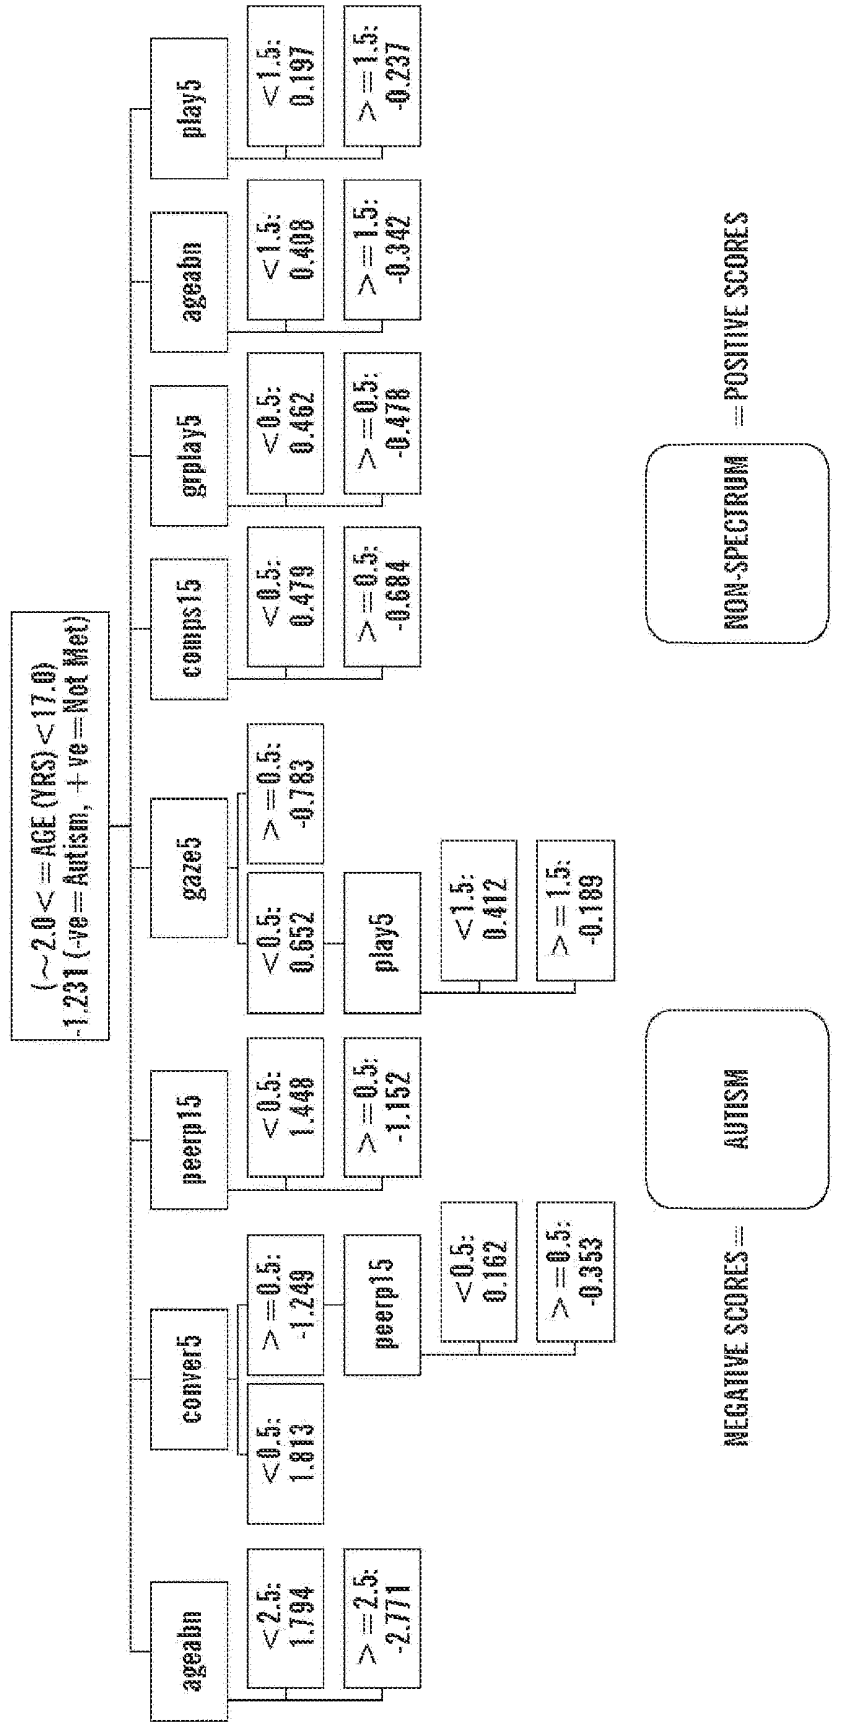 (~2.0<=AGE (YRS) <17.0)
-1.231 (-ve=Autism, +ve=Not Met)
ageabn
<2.5:
1.794
>=2.5:
-2.771
conver5
<0.5:
1.813
>=0.5:
-1.249
peerp15
<0.5:
0.162
>=0.5:
-0.353
peerp15
<0.5:
1.448
>=0.5:
-1.152
gaze5
<0.5:
0.652
>=0.5:
-0.783
play5
<1.5:
0.412
>=1.5:
-0.189
comps15
<0.5:
0.479
>=0.5:
-0.684
grplay5
<0.5:
0.462
>=0.5:
-0.478
ageabn
<1.5:
0.408
>=1.5:
-0.342
play5
<1.5:
0.197
>=1.5:
-0.237
NEGATIVE SCORES=
AUTISM
NON-SPECTRUM
=POSITIVE SCORES